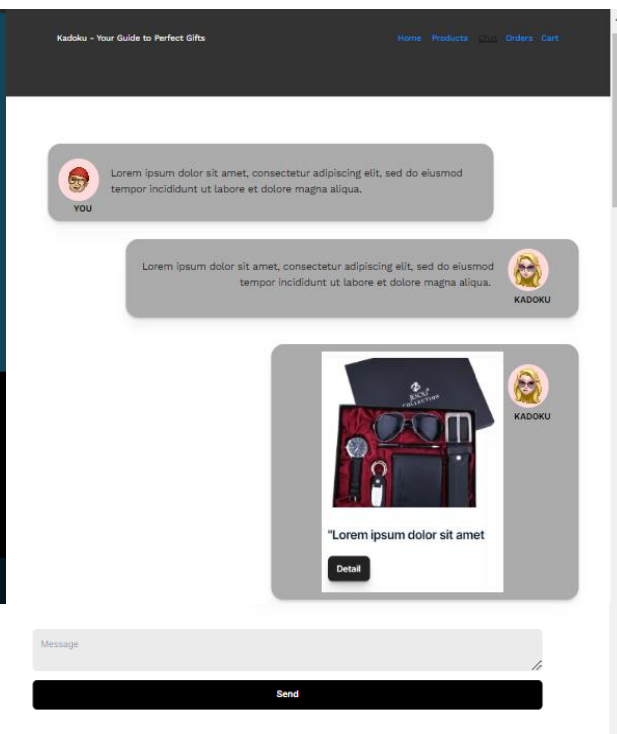 Kadoku - Your Guide to Perfect Gifts
Home Products Chat Orders Cart
Lorem ipsum dolor sit amet, consectetur adipiscing elit, sed do eiusmod
tempor incididunt ut labore et dolore magna aliqua.
YOU
Lorem ipsum dolor sit amet, consectetur adipiscing elit, sed do eiusmod
tempor incididunt ut labore et dolore magna aliqua.
KADOKU
KADOKU
COLLECTION
"Lorem ipsum dolor sit amet
Detail
Message
Send